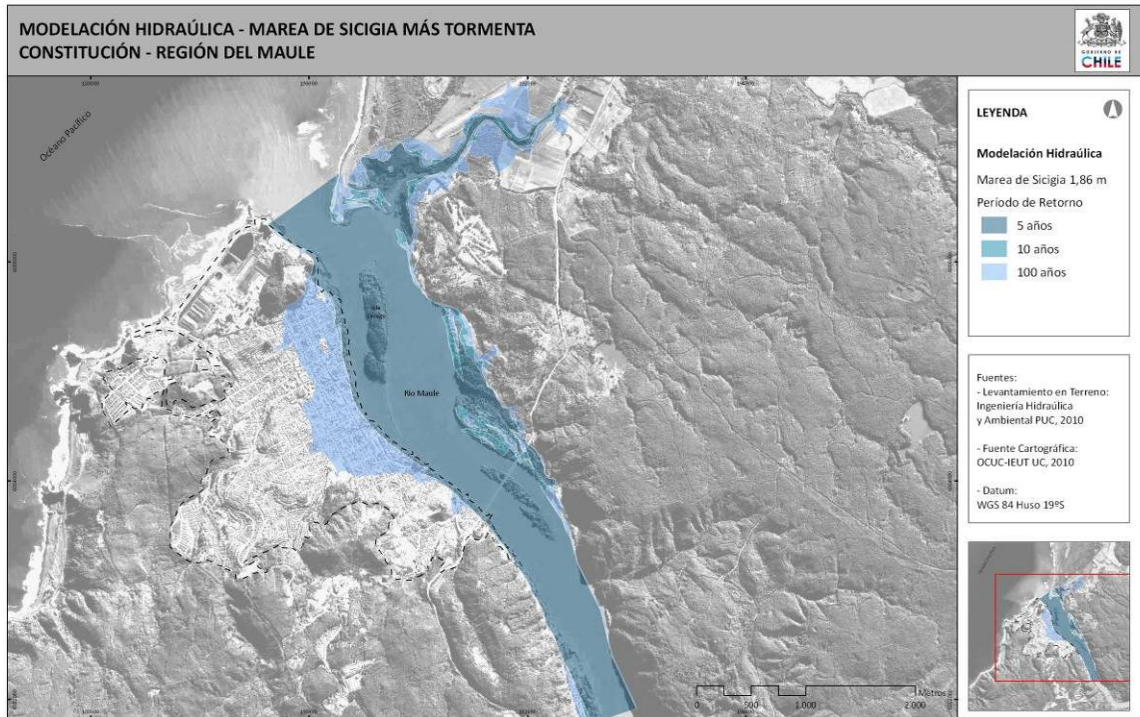 MODELACIÓN HIDRAÚLICA - MAREA DE SICIGIA MÁS TORMENTA
CONSTITUCIÓN - REGIÓN DEL MAULE
GOBIERNO DE
CHILE
Océano Pacífico
Río Maule
0
500
1.000
2.000
Metros
LEYENDA
Modelación Hidraúlica
Marea de Sicigia 1,86 m
Período de Retorno
5 años
10 años
100 años
Fuentes:
- Levantamiento en Terreno:
Ingeniería Hidraúlica
y Ambiental PUC, 2010
- Fuente Cartográfica:
OCUC-IEUT UC, 2010
- Datum:
WGS 84 Huso 19ºS